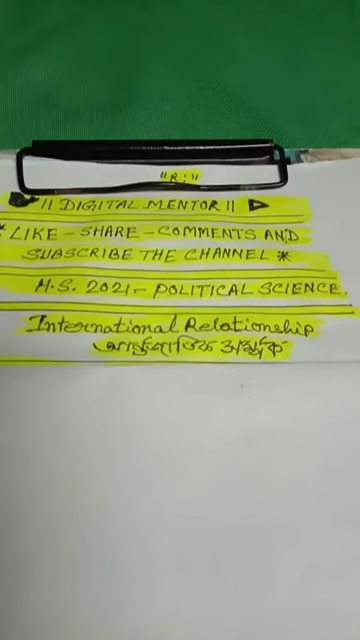 "R:"
|| DIGITAL MENTOR ||
* LIKE - SHARE - COMMENTS AND
SUBSCRIBE THE CHANNEL *
H.S. 2021 - POLITICAL SCIENCE.
International Relationship
আন্তর্জাতিক সম্পর্ক